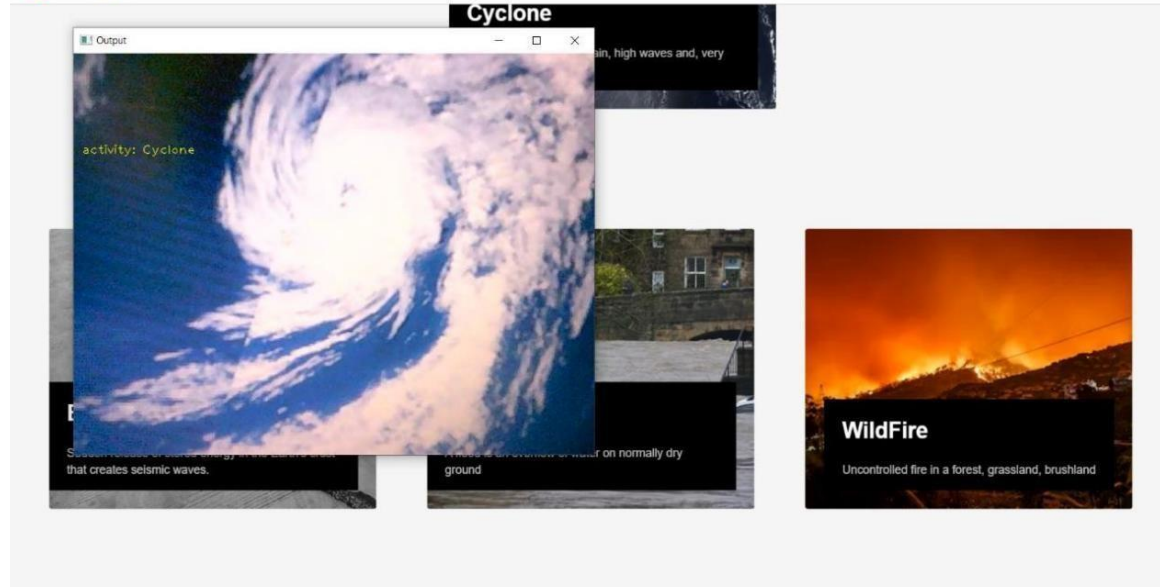 Cyclone
Output
ain, high waves and, very
activity: Cyclone
E
on normally dry
that creates seismic waves.
ground
WildFire
Uncontrolled fire in a forest, grassland, brushland